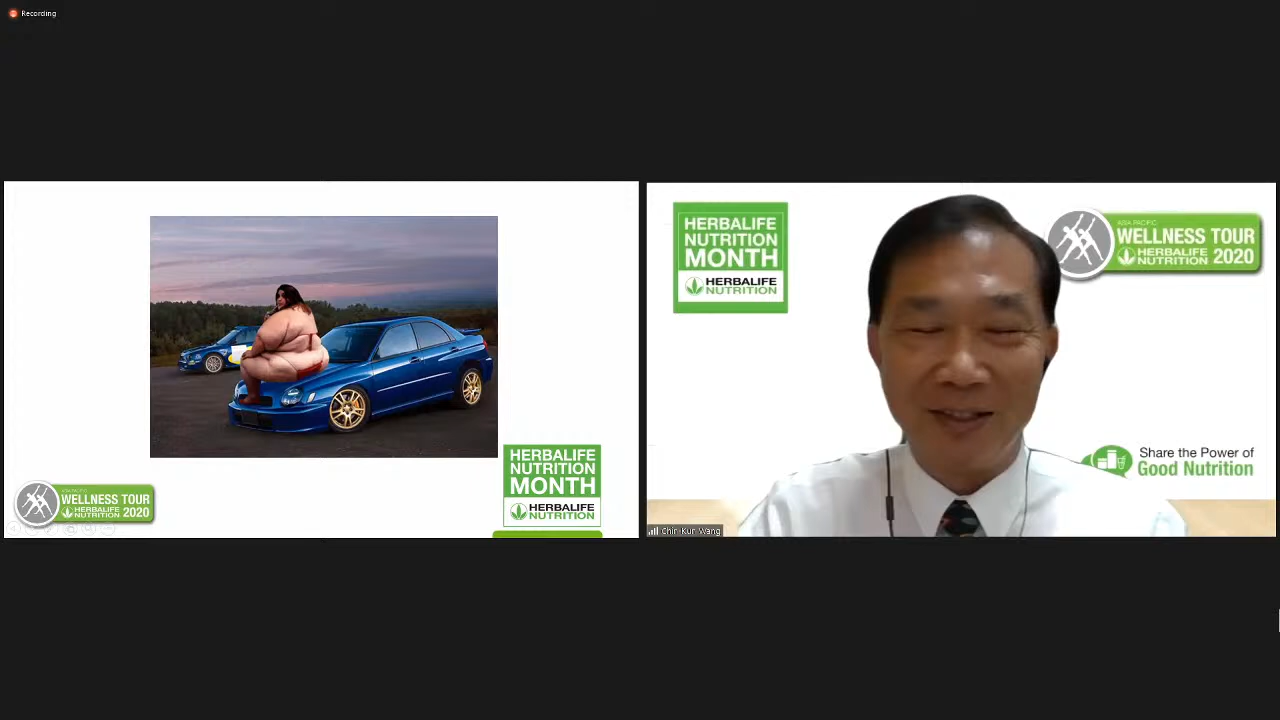 Recording
WELLNESS TOUR
HERBALIFE
NUTRITION 2020
HERBALIFE
NUTRITION
MONTH
HERBALIFE
NUTRITION
HERBALIFE
NUTRITION
MONTH
HERBALIFE
NUTRITION
ASIA PACIFIC
WELLNESS TOUR
HERBALIFE
NUTRITION 2020
Share the Power of
Good Nutrition
Chin-Kun Wang